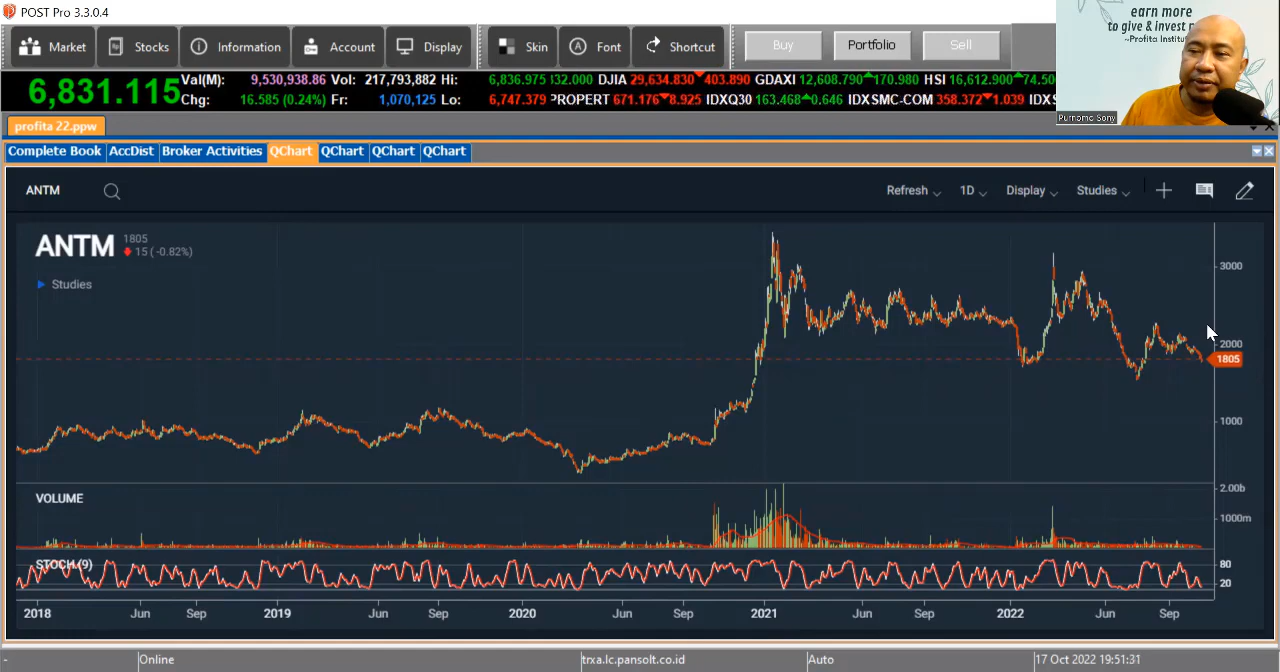 POST Pro 3.3.0.4
earn more
to give & invest m
~Profita Institu
Purnomo Sony
Market Stocks Information Account Display Skin Font Shortcut Buy Portfolio Sell
6,831.115 Val(M): 9,530,938.86 Vol: 217,793,882 Hi: 6,836.975 132.000 DJIA 29,634.830 403.890 GDAXI 12,608.790 170.980 HSI 16,612.900 74.50
Chg: 16.585 (0.24%) Fr: 1,070,125 Lo: 6,747.379 PROPERT 671.176 8.925 IDXQ30 163.468 0.646 IDXSMC-COM 358.372 1.039 IDXS
profita 22.ppw
Complete Book AccDist Broker Activities QChart QChart QChart QChart
ANTM Refresh 1D Display Studies
ANTM 1805
15 ( -0.82%)
Studies
3000
2000
1805
1000
VOLUME
2.00b
1000m
STOCH(9)
80
20
2018 Jun Sep 2019 Jun Sep 2020 Jun Sep 2021 Jun Sep 2022 Jun Sep
- Online trxa.lc.pansolt.co.id Auto 17 Oct 2022 19:51:31